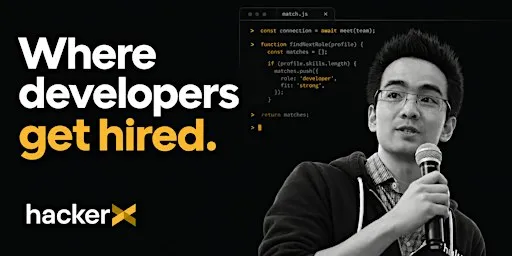 Where
developers
get hired.
hackerX
match.js
×
> const connection = await meet(team);
> function findNextRole(profile) {
const matches = [];
if (profile.skills.length) {
matches.push({
role: 'developer',
fit: "strong",
});
}
> return matches;
>